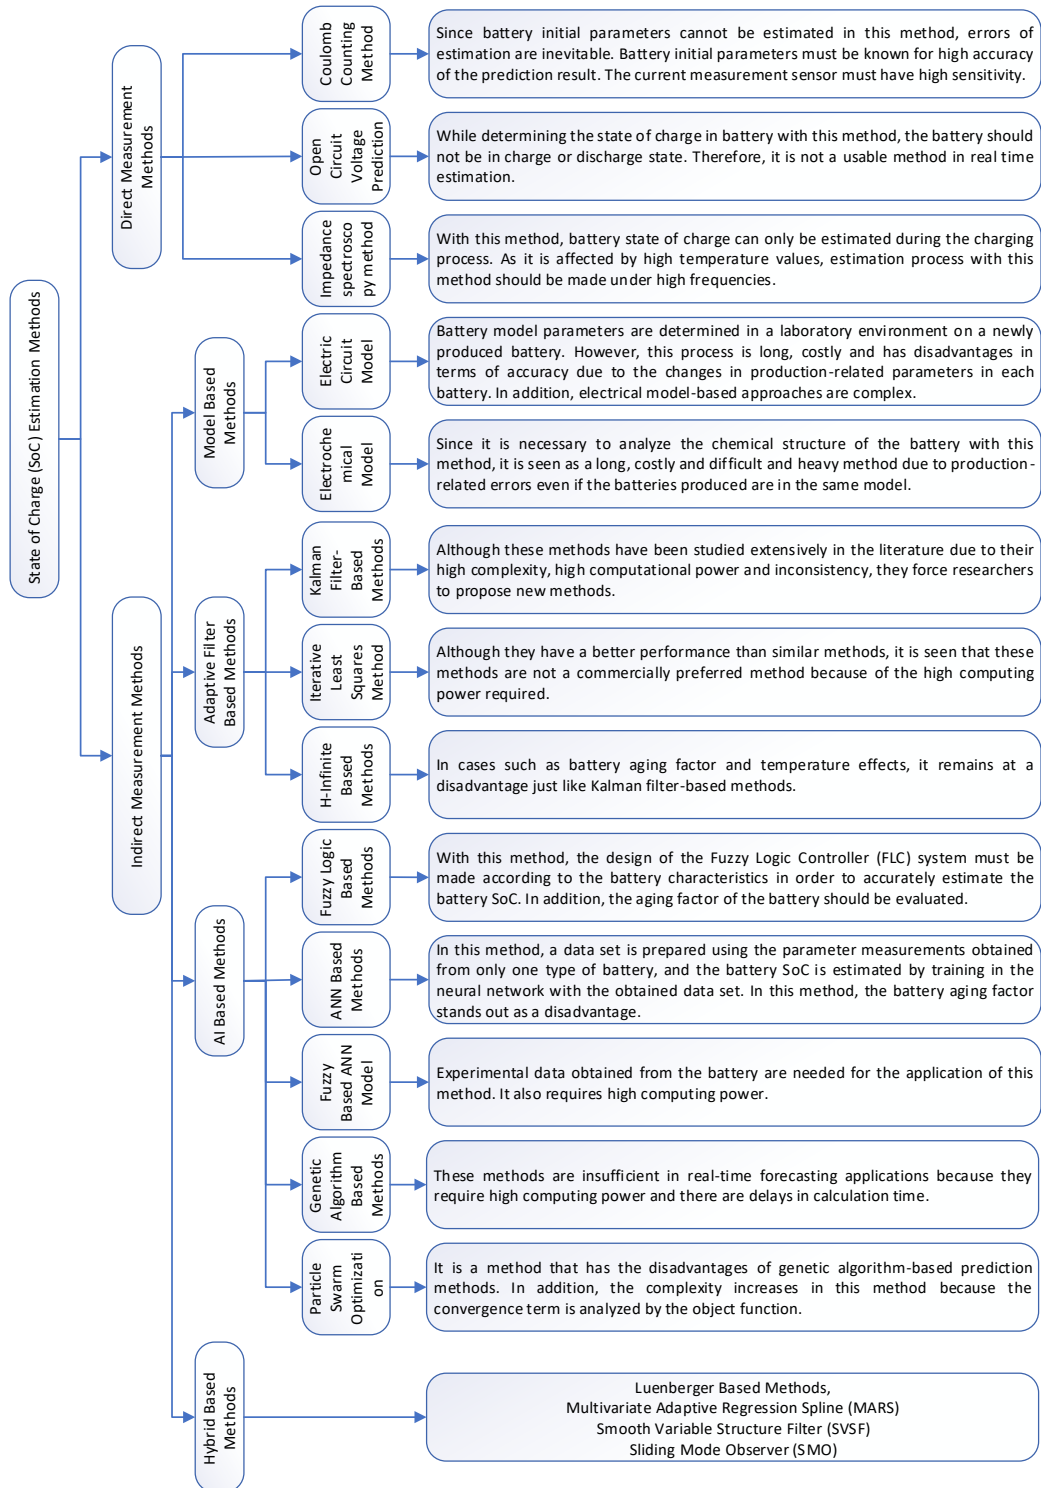 State of Charge (SoC) Estimation Methods
Direct Measurement
Methods
Coulomb
Counting
Method
Since battery initial parameters cannot be estimated in this method, errors of
estimation are inevitable. Battery initial parameters must be known for high accuracy
of the prediction result. The current measurement sensor must have high sensitivity.
Open
Circuit
Voltage
Prediction
While determining the state of charge in battery with this method, the battery should
not be in charge or discharge state. Therefore, it is not a usable method in real time
estimation.
Impedance
spectrosco
py method
With this method, battery state of charge can only be estimated during the charging
process. As it is affected by high temperature values, estimation process with this
method should be made under high frequencies.
Indirect Measurement Methods
Model Based
Methods
Electric
Circuit
Model
Battery model parameters are determined in a laboratory environment on a newly
produced battery. However, this process is long, costly and has disadvantages in
terms of accuracy due to the changes in production-related parameters in each
battery. In addition, electrical model-based approaches are complex.
Electroche
mical
Model
Since it is necessary to analyze the chemical structure of the battery with this
method, it is seen as a long, costly and difficult and heavy method due to production-
related errors even if the batteries produced are in the same model.
Adaptive Filter
Based Methods
Kalman
Filter-
Based
Methods
Although these methods have been studied extensively in the literature due to their
high complexity, high computational power and inconsistency, they force researchers
to propose new methods.
Iterative
Least
Squares
Method
Although they have a better performance than similar methods, it is seen that these
methods are not a commercially preferred method because of the high computing
power required.
H-Infinite
Based
Methods
In cases such as battery aging factor and temperature effects, it remains at a
disadvantage just like Kalman filter-based methods.
AI Based Methods
Fuzzy Logic
Based
Methods
With this method, the design of the Fuzzy Logic Controller (FLC) system must be
made according to the battery characteristics in order to accurately estimate the
battery SoC. In addition, the aging factor of the battery should be evaluated.
ANN Based
Methods
In this method, a data set is prepared using the parameter measurements obtained
from only one type of battery, and the battery SoC is estimated by training in the
neural network with the obtained data set. In this method, the battery aging factor
stands out as a disadvantage.
Fuzzy
Based ANN
Model
Experimental data obtained from the battery are needed for the application of this
method. It also requires high computing power.
Genetic
Algorithm
Based
Methods
These methods are insufficient in real-time forecasting applications because they
require high computing power and there are delays in calculation time.
Particle
Swarm
Optimizati
on
It is a method that has the disadvantages of genetic algorithm-based prediction
methods. In addition, the complexity increases in this method because the
convergence term is analyzed by the object function.
Hybrid Based
Methods
Luenberger Based Methods,
Multivariate Adaptive Regression Spline (MARS)
Smooth Variable Structure Filter (SVSF)
Sliding Mode Observer (SMO)